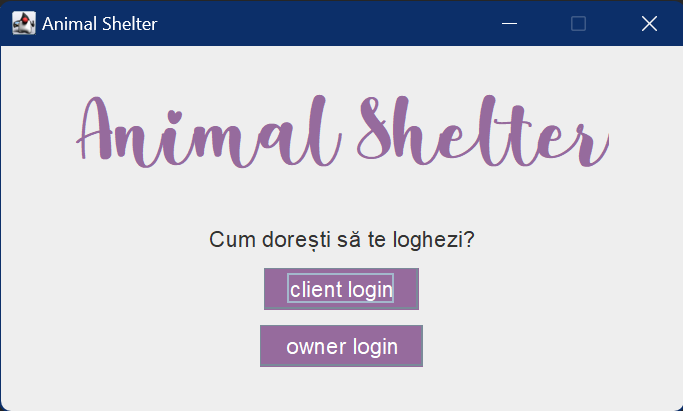 Animal Shelter
Animal Shelter
Cum dorești să te loghezi?
client login
owner login